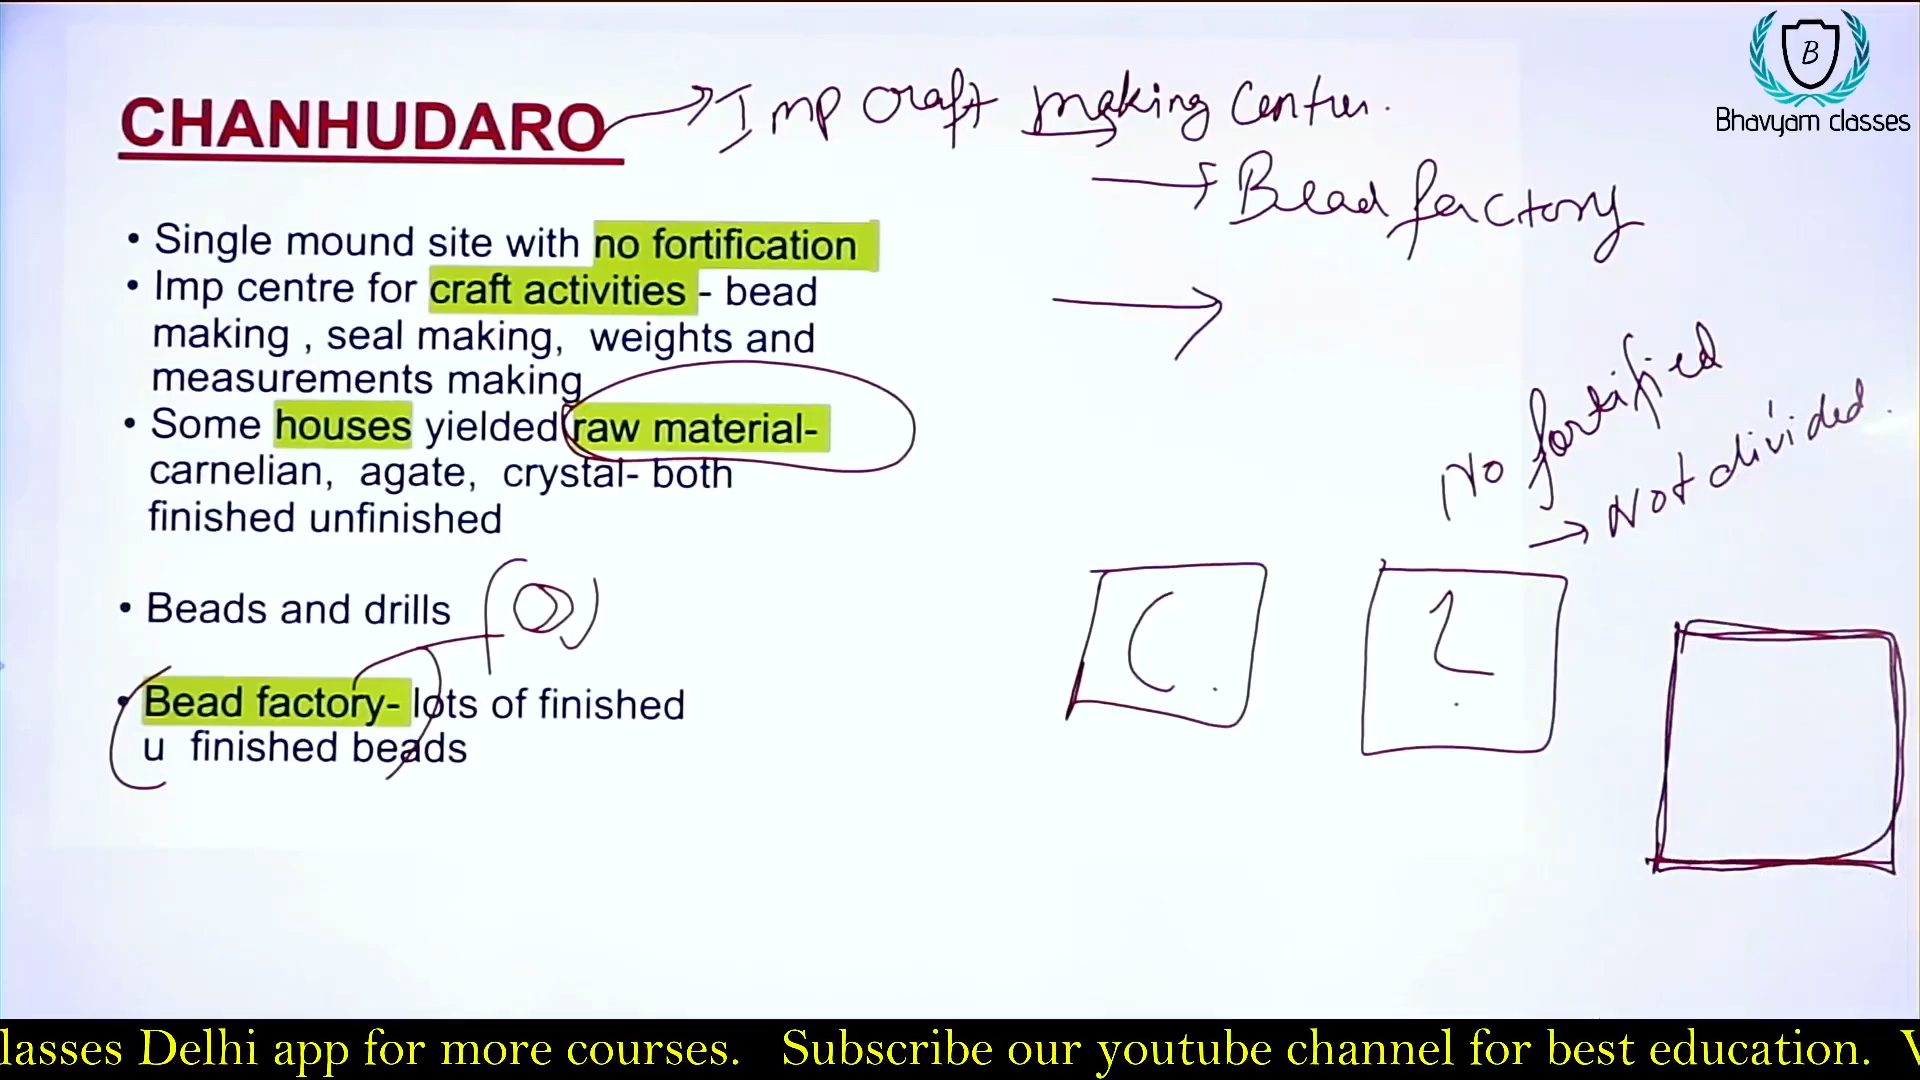 B
Bhavyam classes
CHANHUDARO
Imp craft making centre.
Bead factory
• Single mound site with no fortification
• Imp centre for craft activities - bead
making , seal making, weights and
measurements making
• Some houses yielded raw material-
carnelian, agate, crystal- both
finished unfinished
• Beads and drills
• Bead factory- lots of finished
u finished beads
No fortified
→ Not divided.
C .
L .
lasses Delhi app for more courses. Subscribe our youtube channel for best education. V